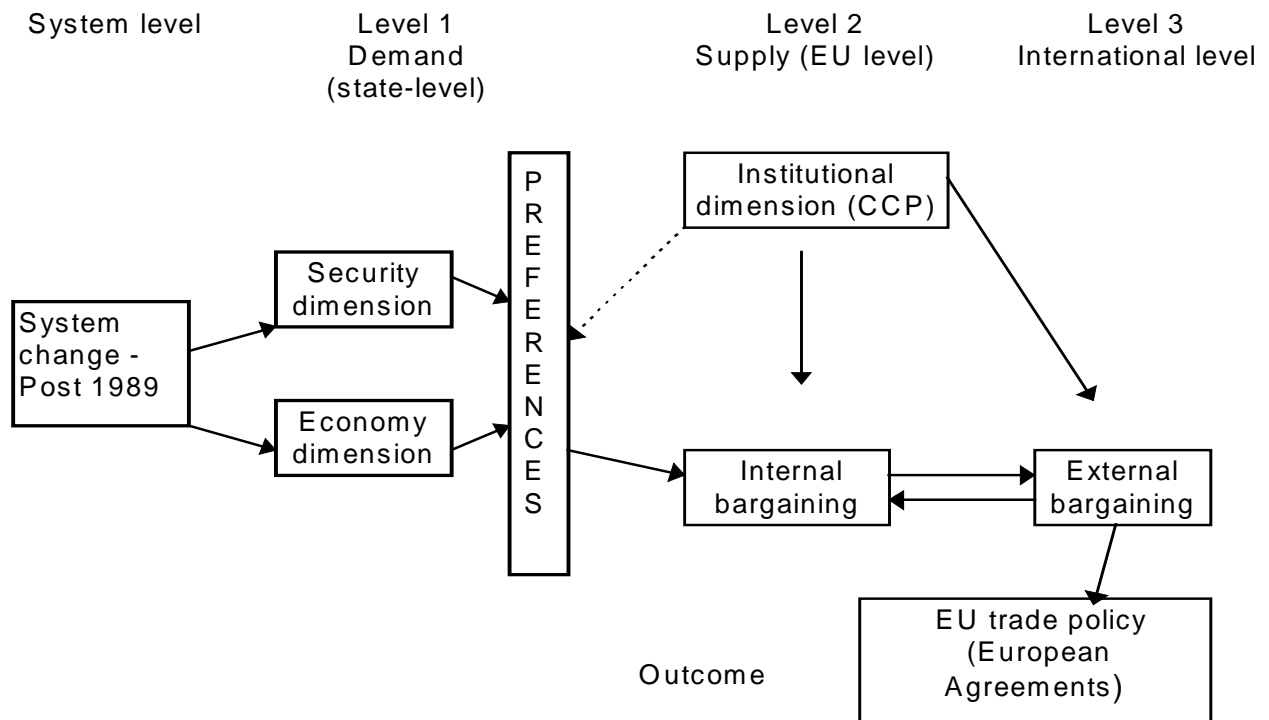 System level
Level 1
Demand
(state-level)
Level 2
Supply (EU level)
Level 3
International level
System
change -
Post 1989
Security
dimension
Economy
dimension
P
R
E
F
E
R
E
N
C
E
S
Institutional
dimension (CCP)
Internal
bargaining
External
bargaining
Outcome
EU trade policy
(European
Agreements)